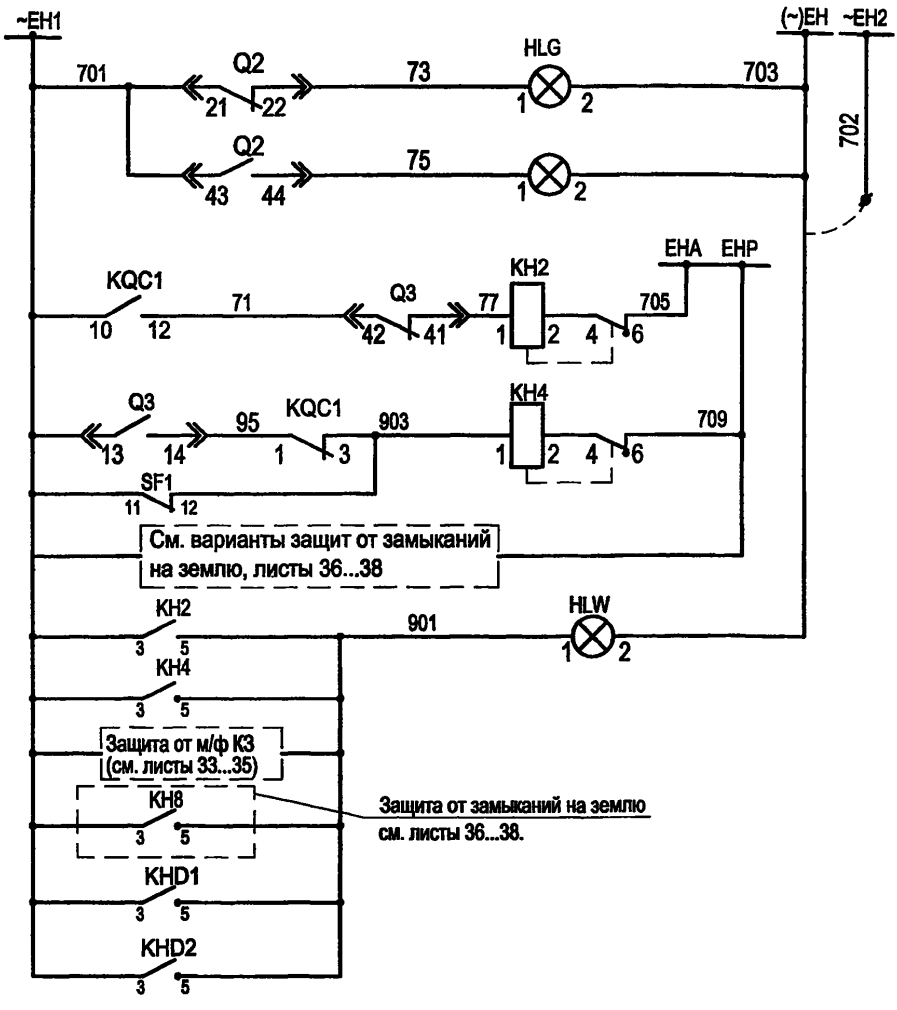 ~EH1
(~)EH ~EH2
701 Q2 73 HLG 703
21 22 1 2
702
Q2 75
43 44 1 2
EHA EHP
KQC1 71 Q3 77 KH2 705
10 12 42 41 1 2 4 6
Q3 95 KQC1 903 KH4 709
13 14 1 3 1 2 4 6
SF1
11 12
См. варианты защит от замыканий
на землю, листы 36...38
KH2 901 HLW
3 5 1 2
KH4
3 5
Защита от м/ф КЗ
(см. листы 33...35)
KH8
3 5
Защита от замыканий на землю
см. листы 36...38.
KHD1
3 5
KHD2
3 5